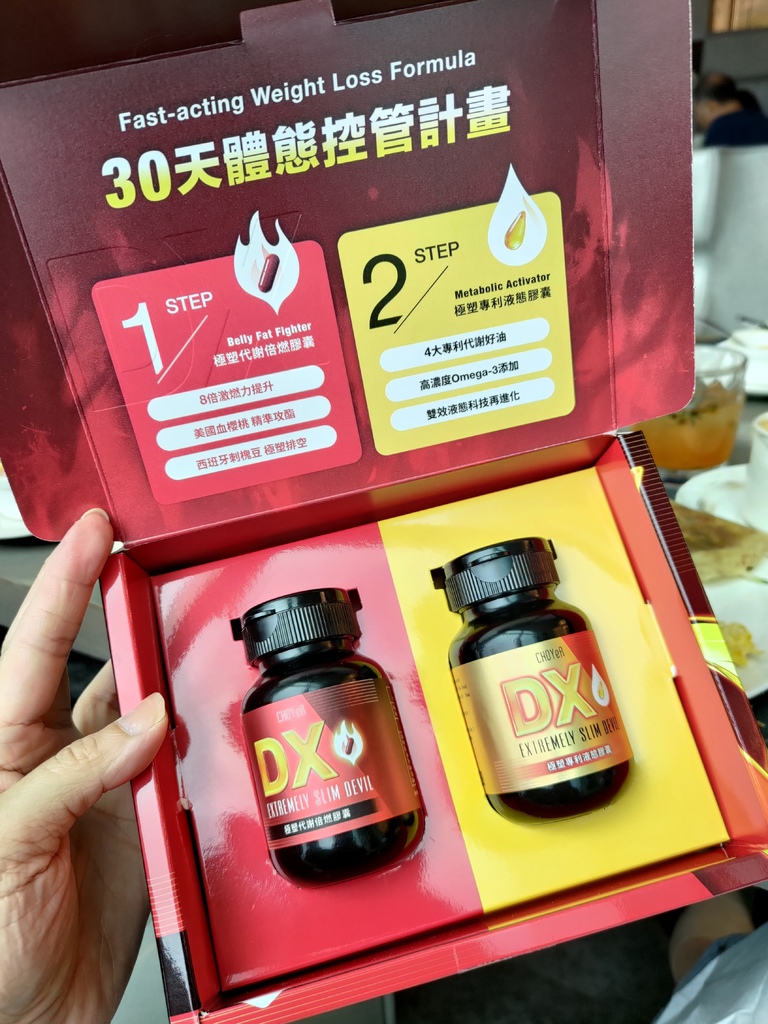 Fast-acting Weight Loss Formula
30天體態控管計畫
1 STEP
Belly Fat Fighter
極塑代謝倍燃膠囊
8倍激燃力提升
美國血櫻桃 精準攻酯
西班牙刺槐豆 極塑排空
2 STEP
Metabolic Activator
極塑專利液態膠囊
4大專利代謝好油
高濃度Omega-3添加
雙效液態科技再進化
CHOYeR
DX
EXTREMELY SLIM DEVIL
極塑代謝倍燃膠囊
CHOYeR
DX
EXTREMELY SLIM DEVIL
極塑專利液態膠囊